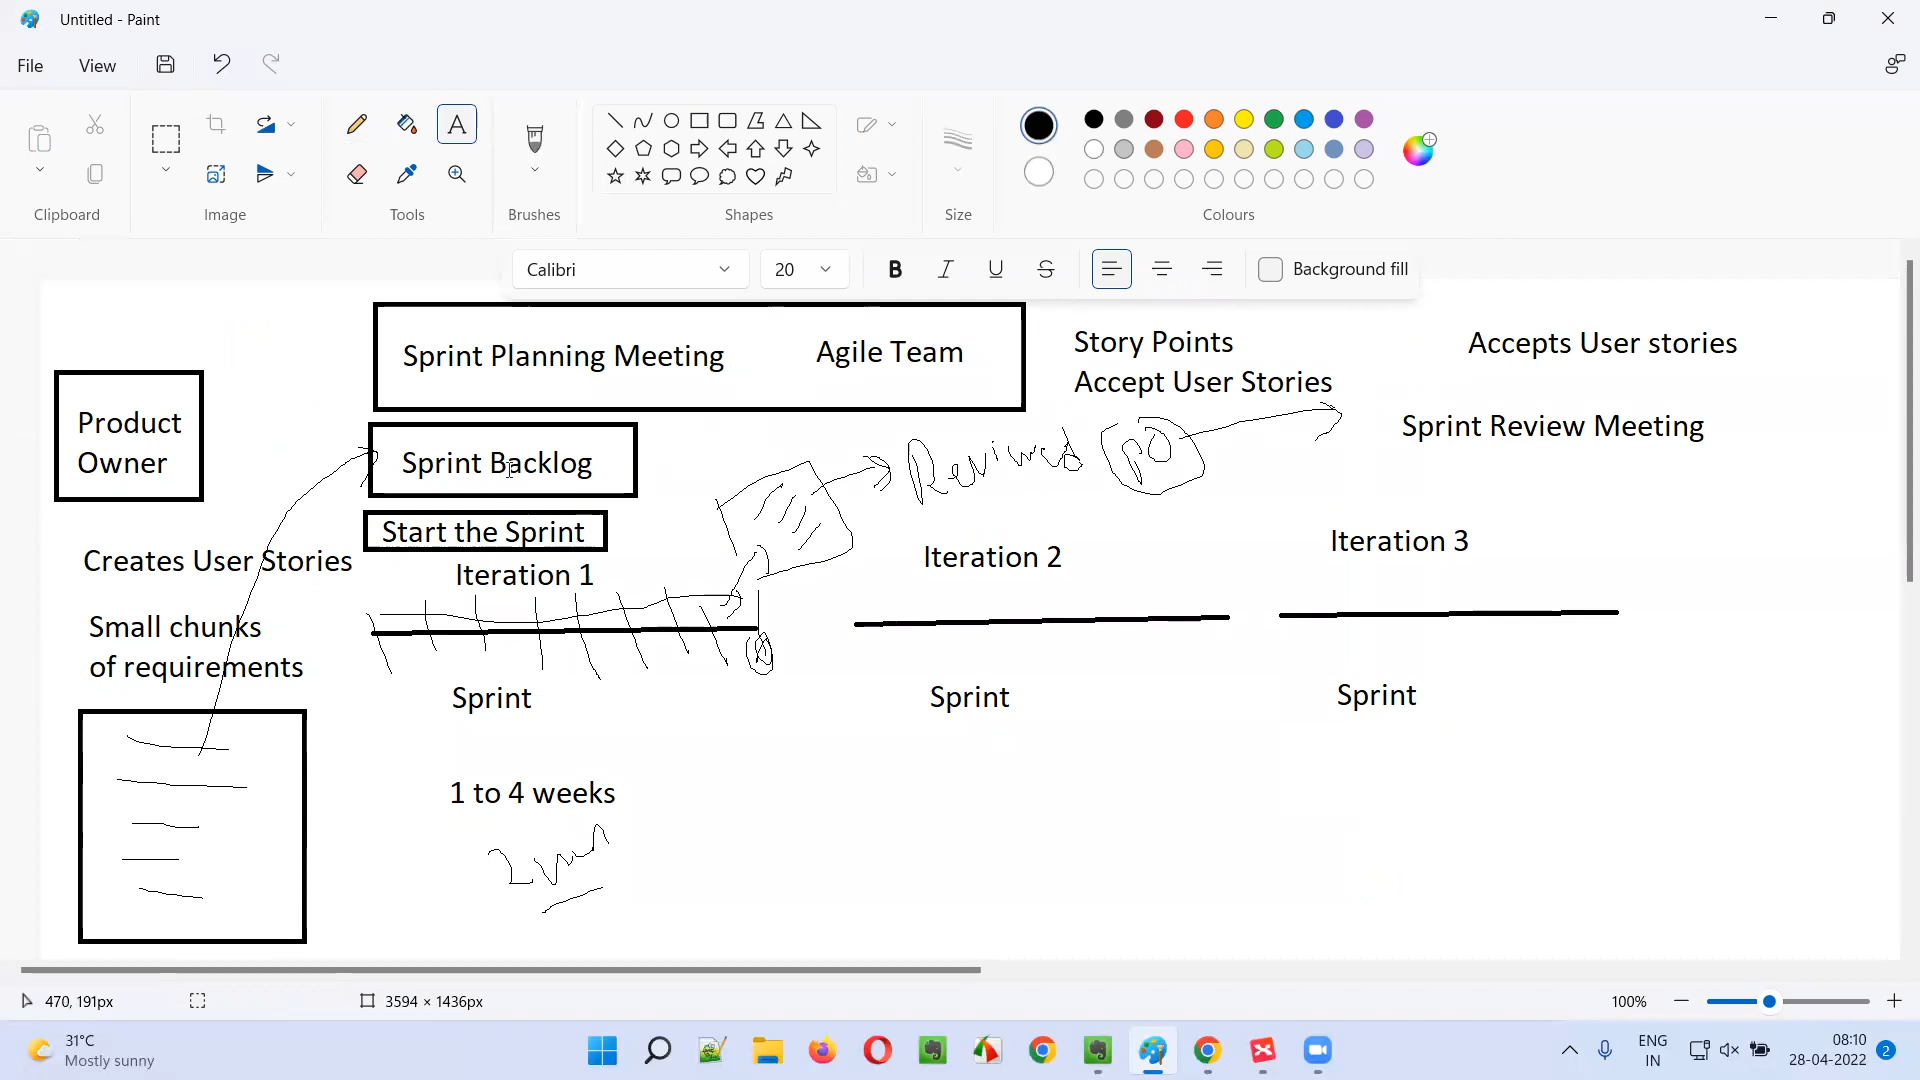 Untitled - Paint
File
View
Clipboard
Image
Tools
Brushes
Shapes
Size
Colours
Calibri
20
B
I
U
S
Background fill
Sprint Planning Meeting
Agile Team
Story Points
Accept User Stories
Accepts User stories
Sprint Review Meeting
Product
Owner
Sprint Backlog
PO
Start the Sprint
Creates User Stories
Iteration 1
Iteration 2
Iteration 3
Small chunks
of requirements
Sprint
Sprint
Sprint
1 to 4 weeks
470, 191px
3594 × 1436px
100%
31°C
Mostly sunny
ENG
IN
08:10
28-04-2022
2